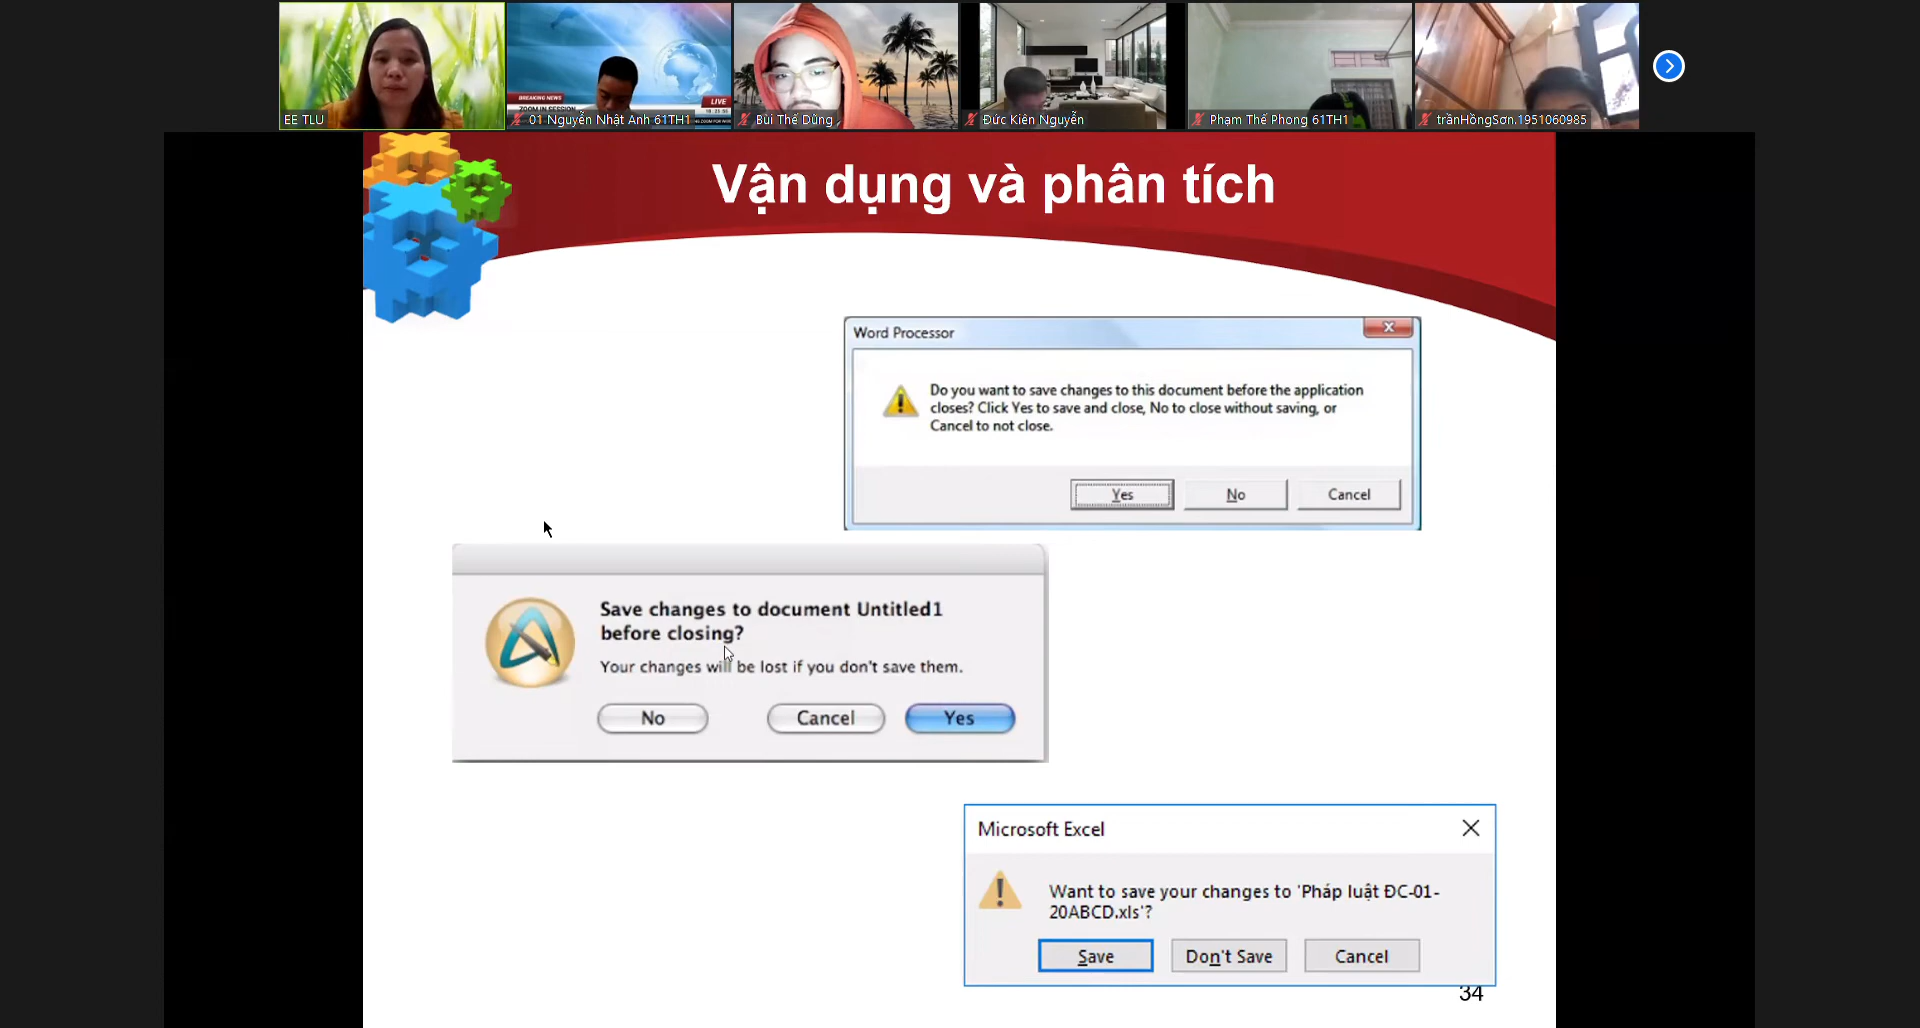 EE TLU
BREAKING NEWS
LIVE
01 Nguyễn Nhật Anh 61TH1
Bùi Thế Dũng
Đức Kiên Nguyễn
Phạm Thế Phong 61TH1
trầnHồngSơn.1951060985
Vận dụng và phân tích
Word Processor
Do you want to save changes to this document before the application
closes? Click Yes to save and close, No to close without saving, or
Cancel to not close.
Yes No Cancel
Save changes to document Untitled1
before closing?
Your changes will be lost if you don't save them.
No Cancel Yes
Microsoft Excel
Want to save your changes to 'Pháp luật ĐC-01-
20ABCD.xls'?
Save Don't Save Cancel
34